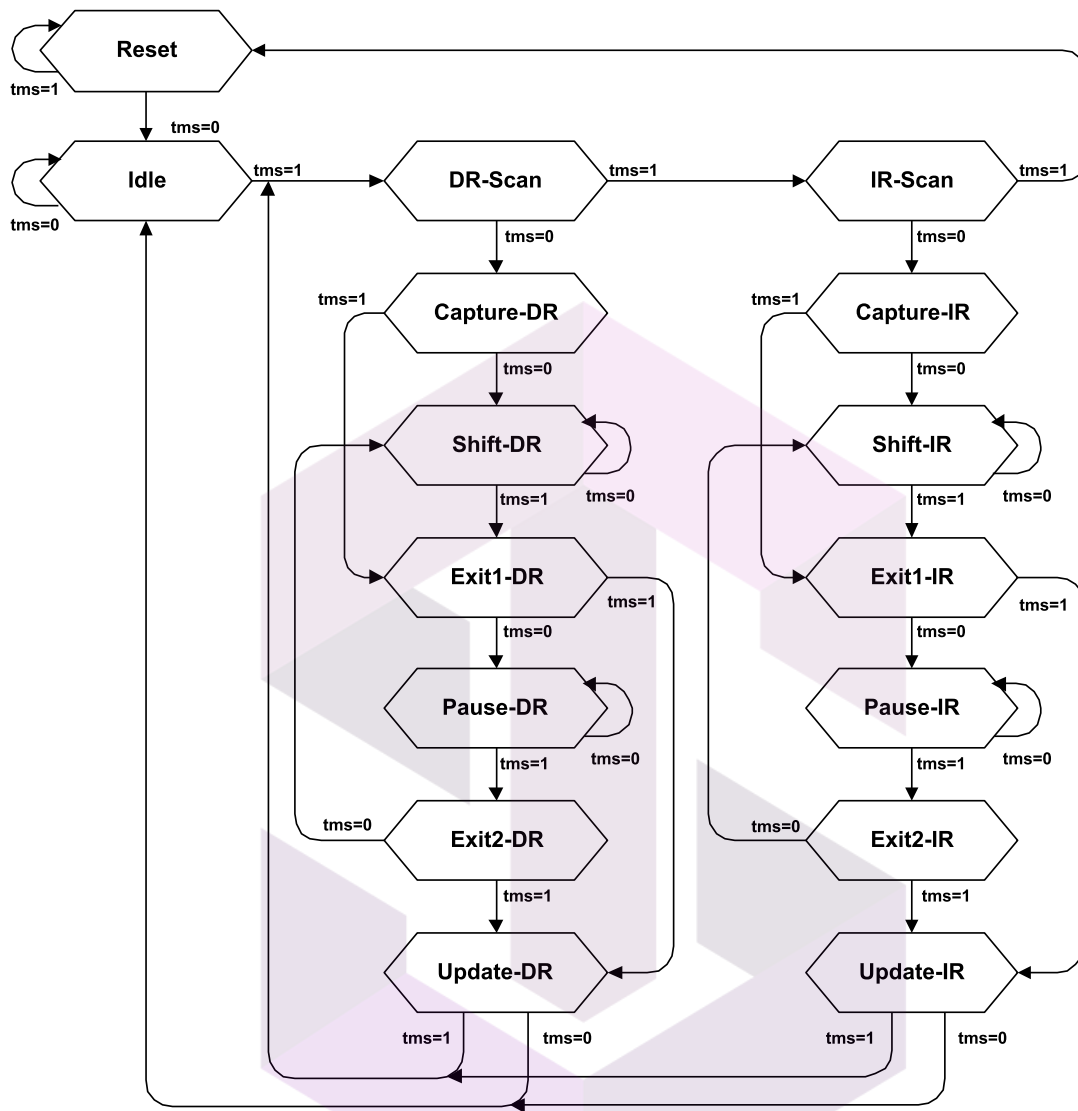 Reset
tms=1
tms=0
Idle
tms=1
DR-Scan
tms=1
IR-Scan
tms=1
tms=0
tms=0
tms=0
tms=1
Capture-DR
tms=1
Capture-IR
tms=0
tms=0
Shift-DR
Shift-IR
tms=1
tms=0
tms=1
tms=0
Exit1-DR
tms=1
Exit1-IR
tms=1
tms=0
tms=0
Pause-DR
Pause-IR
tms=1
tms=0
tms=1
tms=0
tms=0
Exit2-DR
tms=0
Exit2-IR
tms=1
tms=1
Update-DR
Update-IR
tms=1
tms=0
tms=1
tms=0